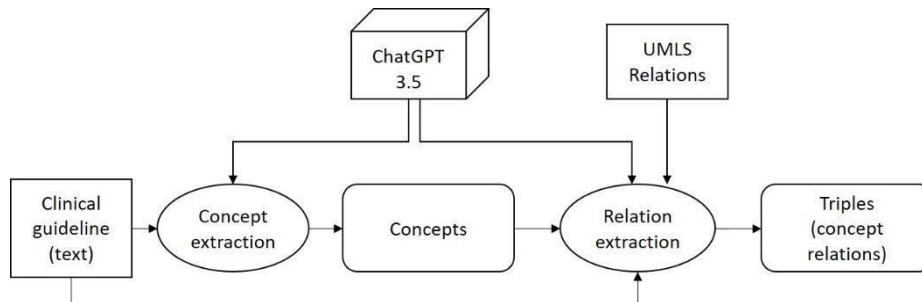 ChatGPT
3.5
UMLS
Relations
Clinical
guideline
(text)
Concept
extraction
Concepts
Relation
extraction
Triples
(concept
relations)